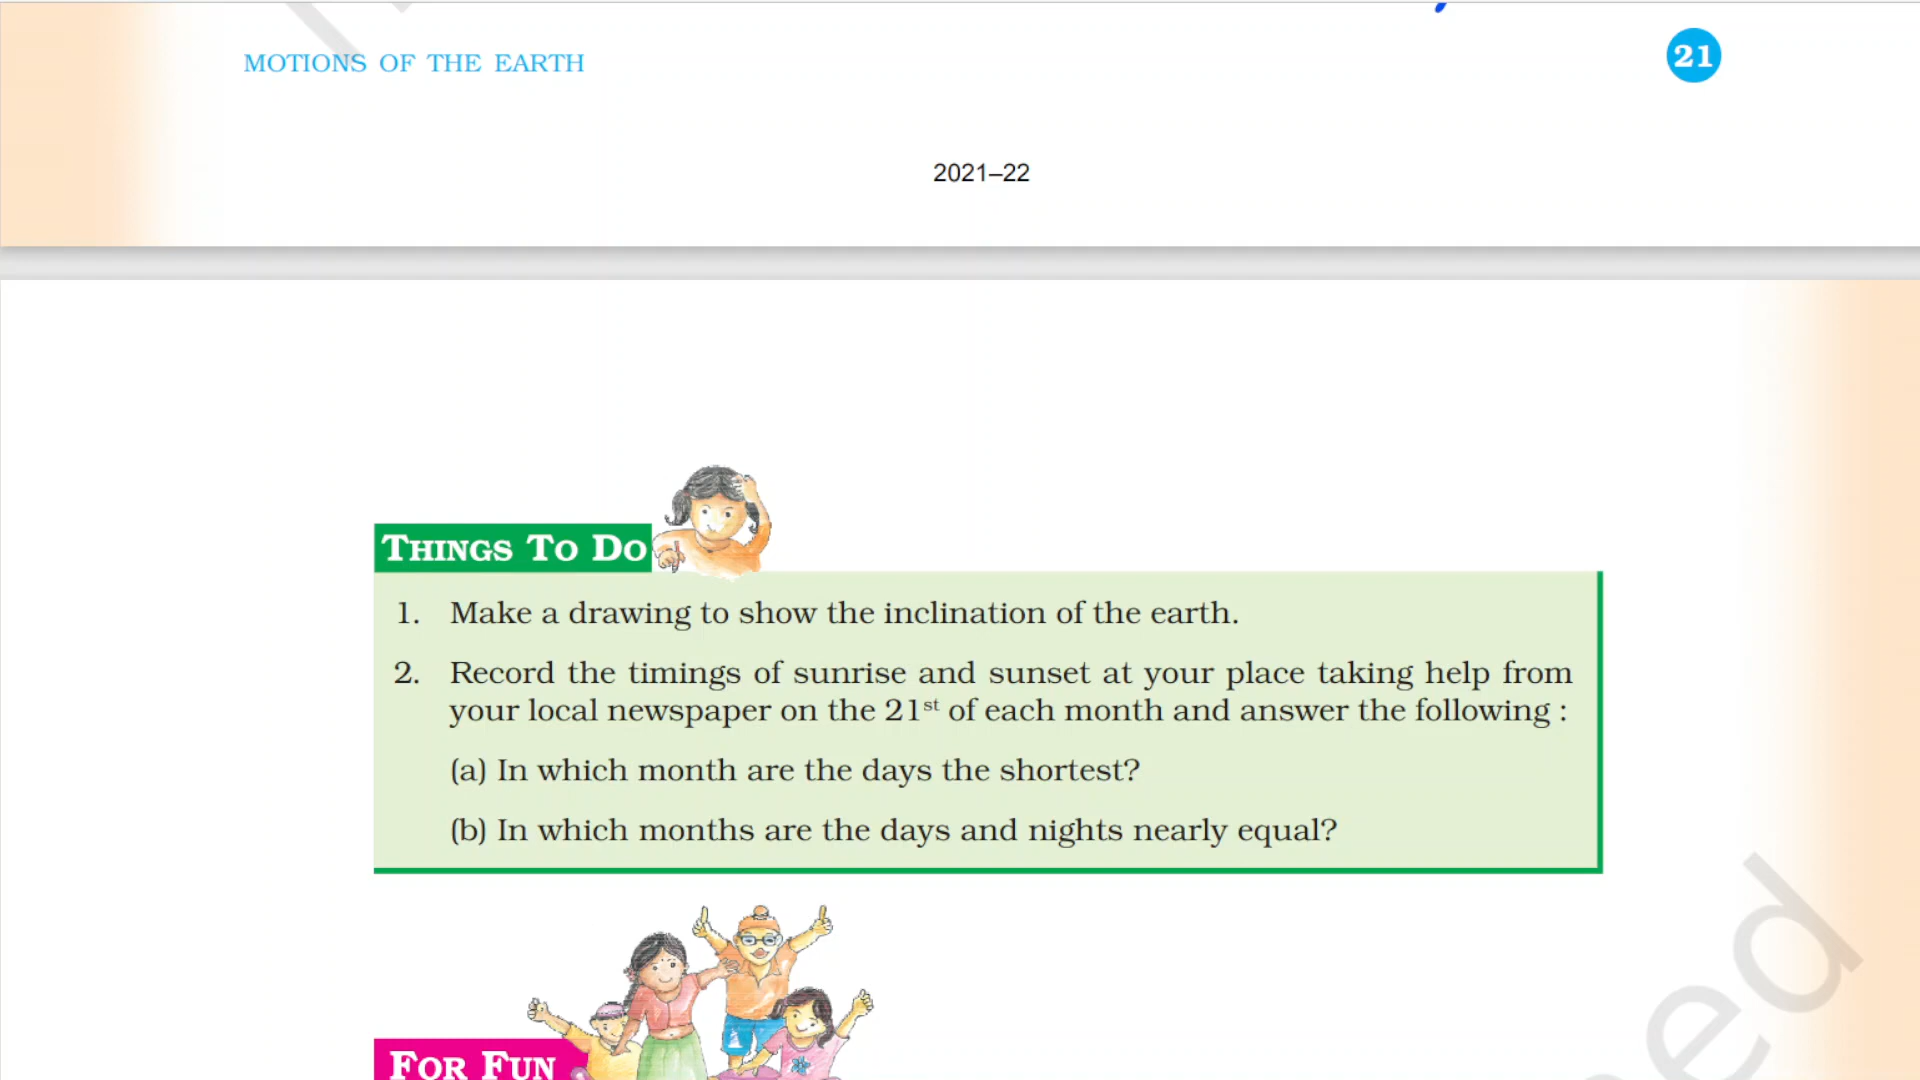 MOTIONS OF THE EARTH
21
2021–22
THINGS TO DO
1. Make a drawing to show the inclination of the earth.
2. Record the timings of sunrise and sunset at your place taking help from
your local newspaper on the 21st of each month and answer the following :
(a) In which month are the days the shortest?
(b) In which months are the days and nights nearly equal?
FOR FUN